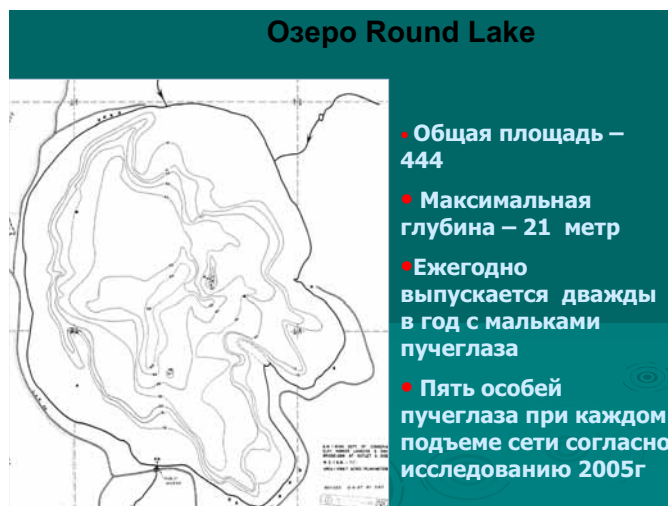 Озеро Round Lake
• Общая площадь –
444
• Максимальная
глубина – 21 метр
•Ежегодно
выпускается дважды
в год с мальками
пучеглаза
• Пять особей
пучеглаза при каждом
подъеме сети согласно
исследованию 2005г